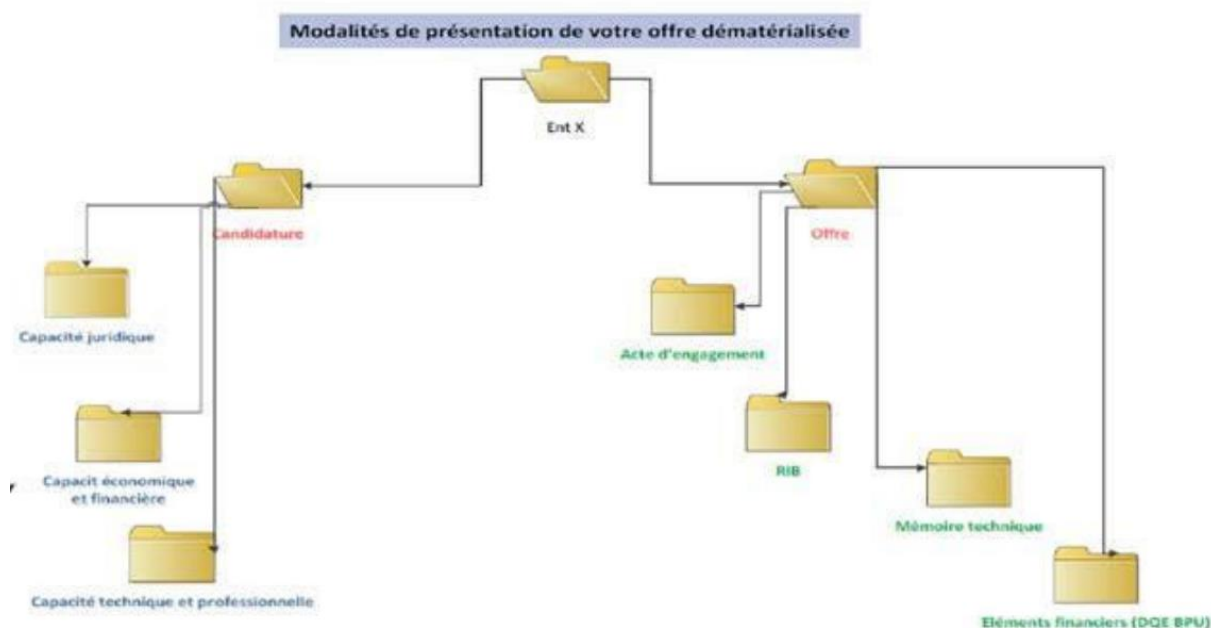 Modalités de présentation de votre offre dématérialisée
Ent X
Candidature
Offre
Capacité juridique
Acte d'engagement
Capacit économique
et financière
RIB
Mémoire technique
Capacité technique et professionnelle
Eléments financiers (DQE BPU)